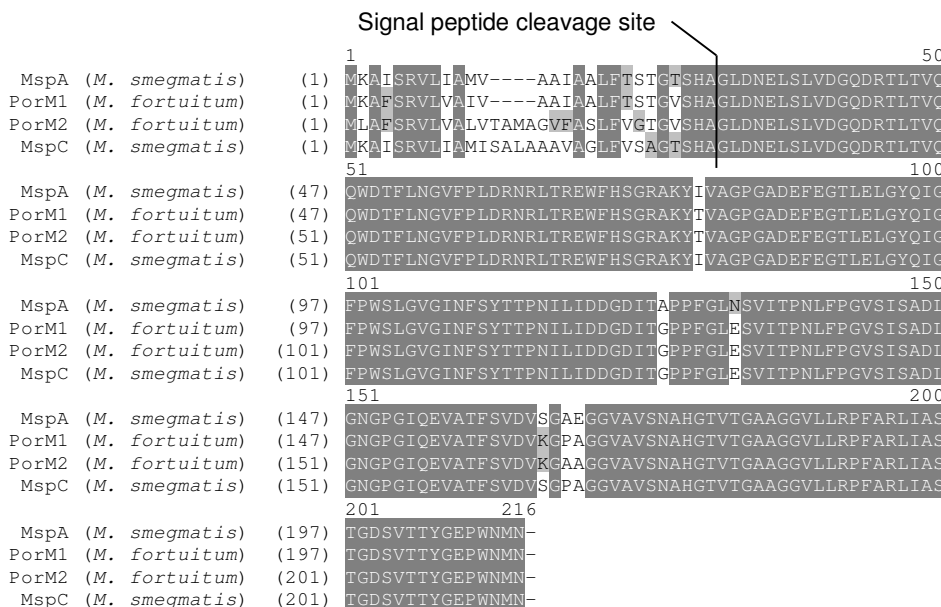 Signal peptide cleavage site
1 50
MspA (M. smegmatis) (1) MKAISRVLIAMV----AAIAALFTSTGTSHAGLDNELSLVDGQDRTLTVQ
PorM1 (M. fortuitum) (1) MKAFSRVLVAIV----AAIAALFTSTGVSHAGLDNELSLVDGQDRTLTVQ
PorM2 (M. fortuitum) (1) MLAFSRVLVALVTAMAGVFASLFVGTGVSHAGLDNELSLVDGQDRTLTVQ
MspC (M. smegmatis) (1) MKAISRVLIAMISALAAAVAGLFVSAGTSHAGLDNELSLVDGQDRTLTVQ
51 100
MspA (M. smegmatis) (47) QWDTFLNGVFPLDRNRLTREWFHSGRAKYIVAGPGADEFEGTLELGYQIG
PorM1 (M. fortuitum) (47) QWDTFLNGVFPLDRNRLTREWFHSGRAKYTVAGPGADEFEGTLELGYQIG
PorM2 (M. fortuitum) (51) QWDTFLNGVFPLDRNRLTREWFHSGRAKYTVAGPGADEFEGTLELGYQIG
MspC (M. smegmatis) (51) QWDTFLNGVFPLDRNRLTREWFHSGRAKYIVAGPGADEFEGTLELGYQIG
101 150
MspA (M. smegmatis) (97) FPWSLGVGINFSYTTPNILIDDGDITAPPFGLNSVITPNLFPGVSISADL
PorM1 (M. fortuitum) (97) FPWSLGVGINFSYTTPNILIDDGDITGPPFGLESVITPNLFPGVSISADL
PorM2 (M. fortuitum) (101) FPWSLGVGINFSYTTPNILIDDGDITGPPFGLESVITPNLFPGVSISADL
MspC (M. smegmatis) (101) FPWSLGVGINFSYTTPNILIDDGDITGPPFGLESVITPNLFPGVSISADL
151 200
MspA (M. smegmatis) (147) GNGPGIQEVATFSVDVSGAEGGVAVSNAHGTVTGAAGGVLLRPFARLIAS
PorM1 (M. fortuitum) (147) GNGPGIQEVATFSVDVKGPAGGVAVSNAHGTVTGAAGGVLLRPFARLIAS
PorM2 (M. fortuitum) (151) GNGPGIQEVATFSVDVKGAAGGVAVSNAHGTVTGAAGGVLLRPFARLIAS
MspC (M. smegmatis) (151) GNGPGIQEVATFSVDVSGPAGGVAVSNAHGTVTGAAGGVLLRPFARLIAS
201 216
MspA (M. smegmatis) (197) TGDSVTTYGEPWNMN-
PorM1 (M. fortuitum) (197) TGDSVTTYGEPWNMN-
PorM2 (M. fortuitum) (201) TGDSVTTYGEPWNMN-
MspC (M. smegmatis) (201) TGDSVTTYGEPWNMN-